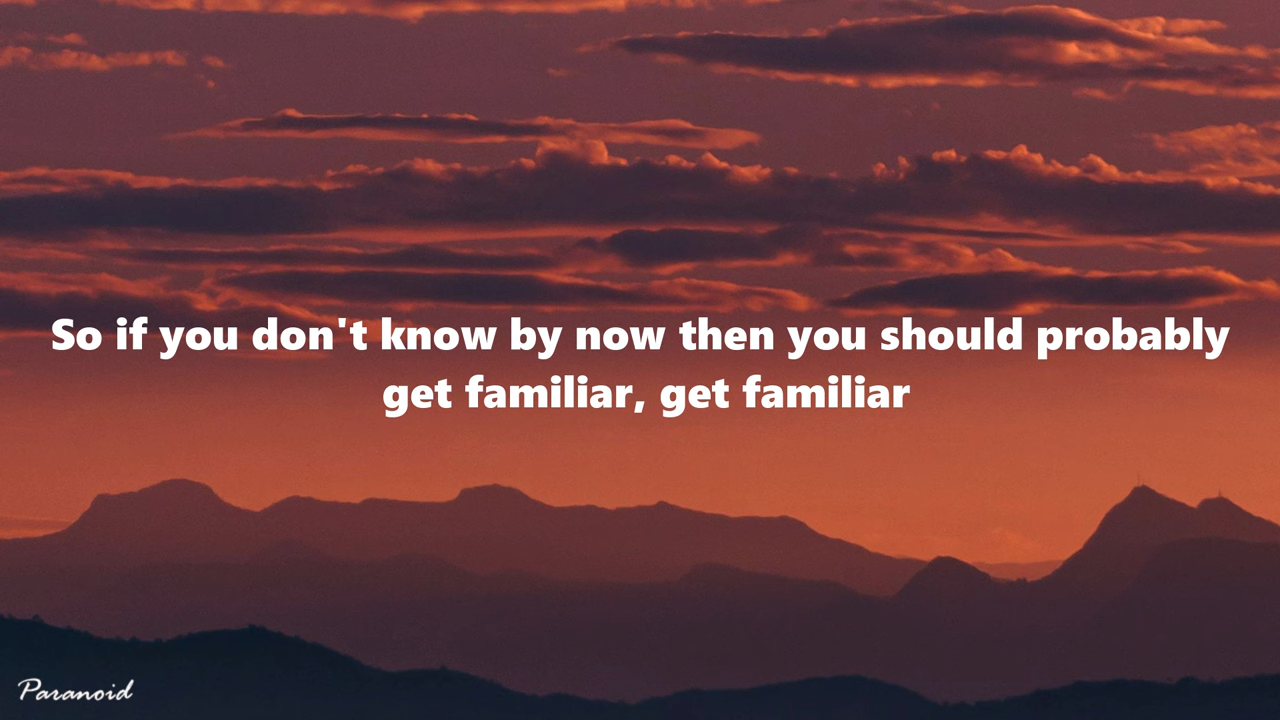 So if you don't know by now then you should probably
get familiar, get familiar
Paranoid